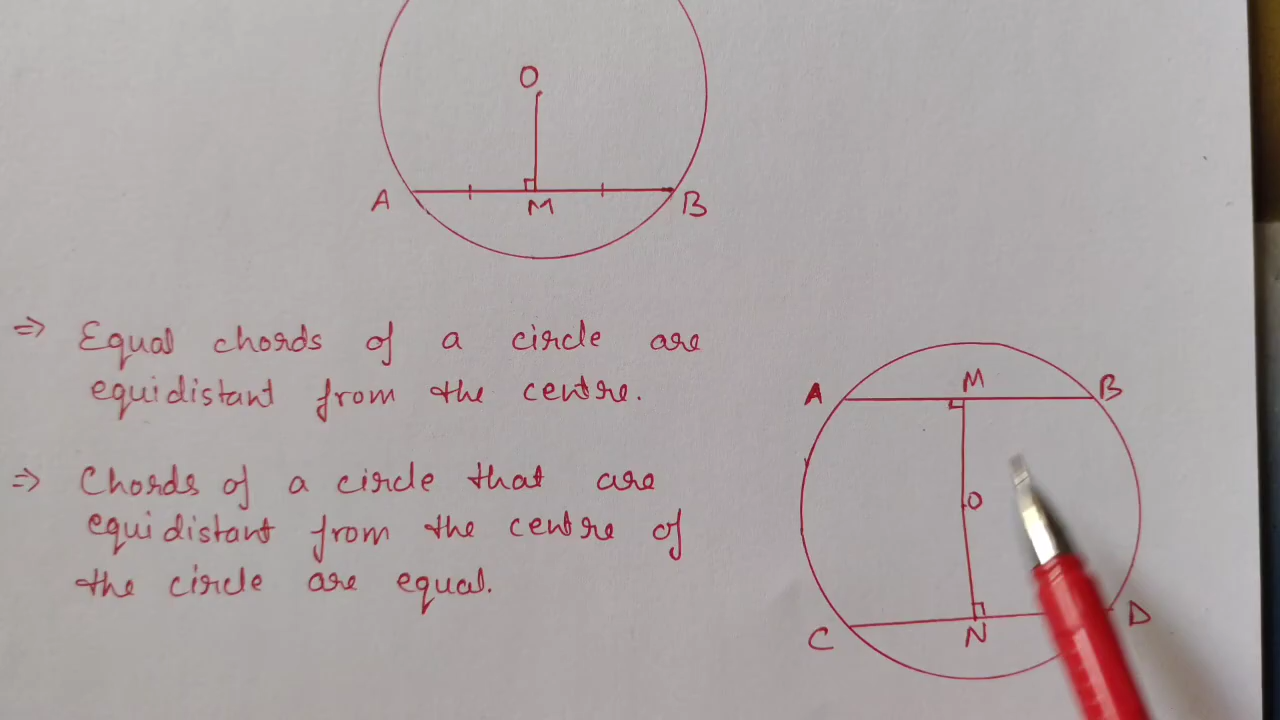 O
A M B
⇒ Equal chords of a circle are
equidistant from the centre.
⇒ Chords of a circle that are
equidistant from the centre of
the circle are equal.
A M B
O
C N D